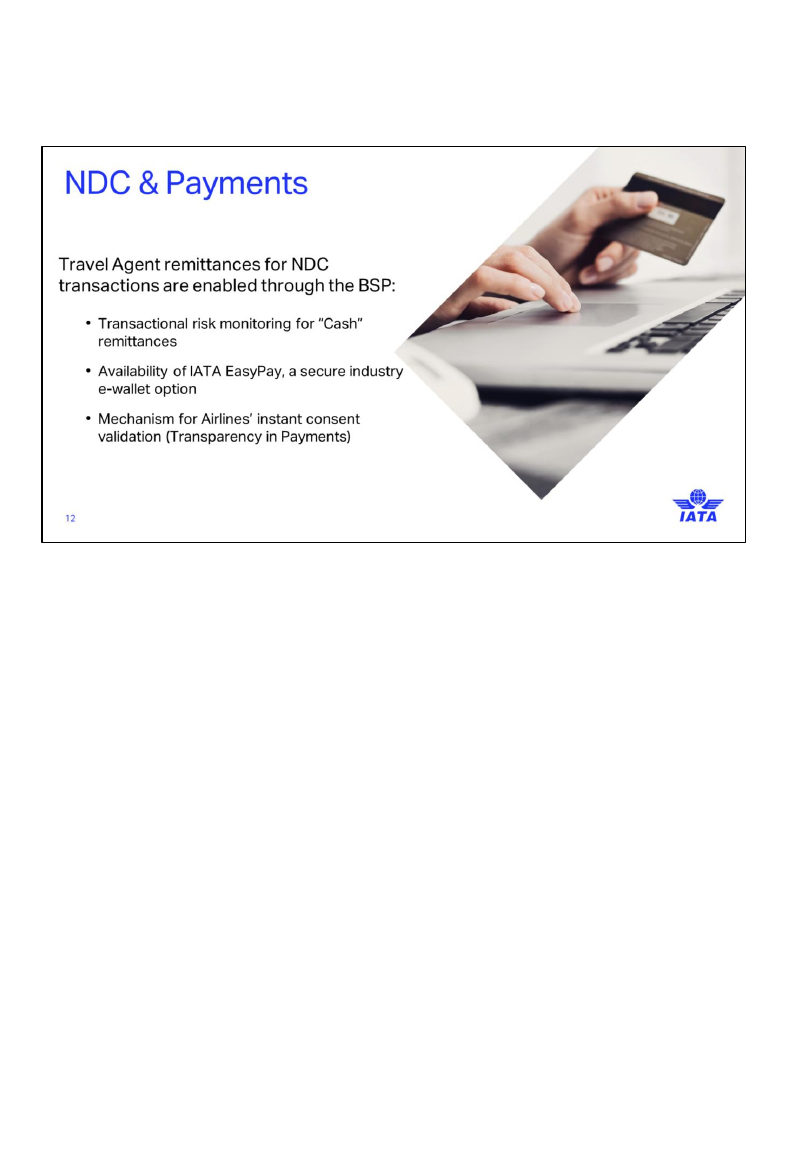 NDC & Payments
Travel Agent remittances for NDC
transactions are enabled through the BSP:
• Transactional risk monitoring for "Cash"
remittances
• Availability of IATA EasyPay, a secure industry
e-wallet option
• Mechanism for Airlines' instant consent
validation (Transparency in Payments)
12
IATA